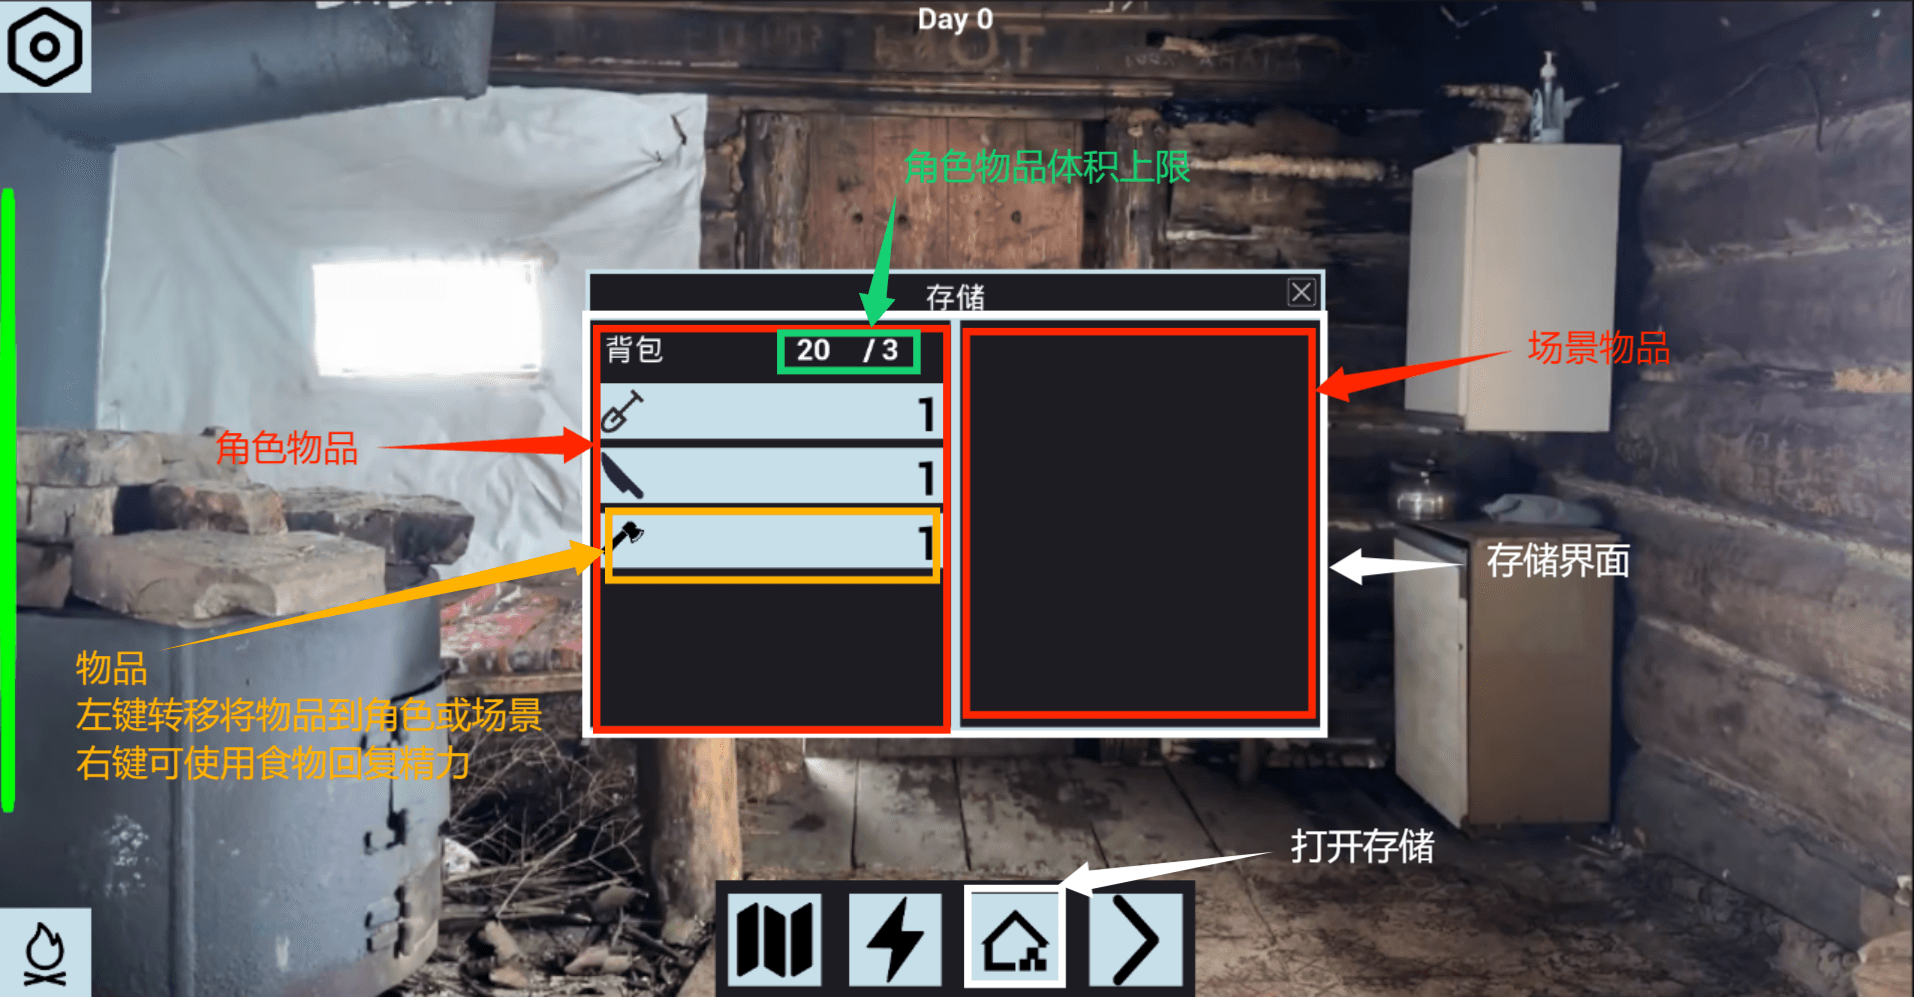 Day 0
角色物品体积上限
存储
背包
20 / 3
场景物品
1
角色物品
1
1
存储界面
物品
左键转移将物品到角色或场景
右键可使用食物回复精力
打开存储